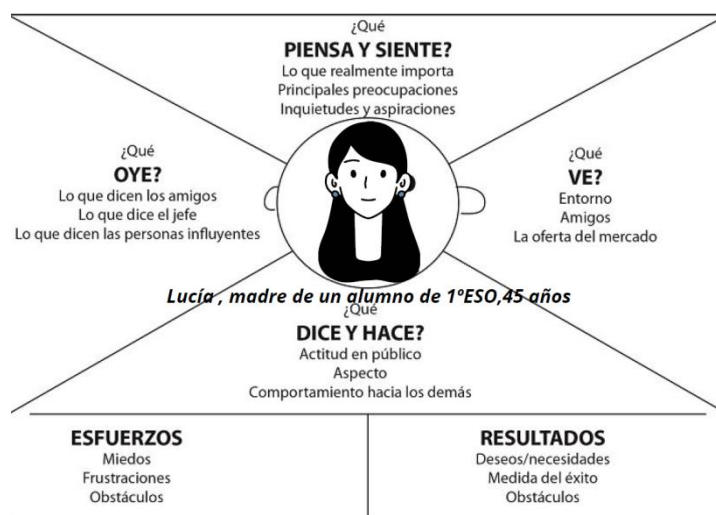 ¿Qué
PIENSA Y SIENTE?
Lo que realmente importa
Principales preocupaciones
Inquietudes y aspiraciones
¿Qué
OYE?
Lo que dicen los amigos
Lo que dice el jefe
Lo que dicen las personas influyentes
¿Qué
VE?
Entorno
Amigos
La oferta del mercado
Lucía , madre de un alumno de 1ºESO,45 años
¿Qué
DICE Y HACE?
Actitud en público
Aspecto
Comportamiento hacia los demás
ESFUERZOS
Miedos
Frustraciones
Obstáculos
RESULTADOS
Deseos/necesidades
Medida del éxito
Obstáculos